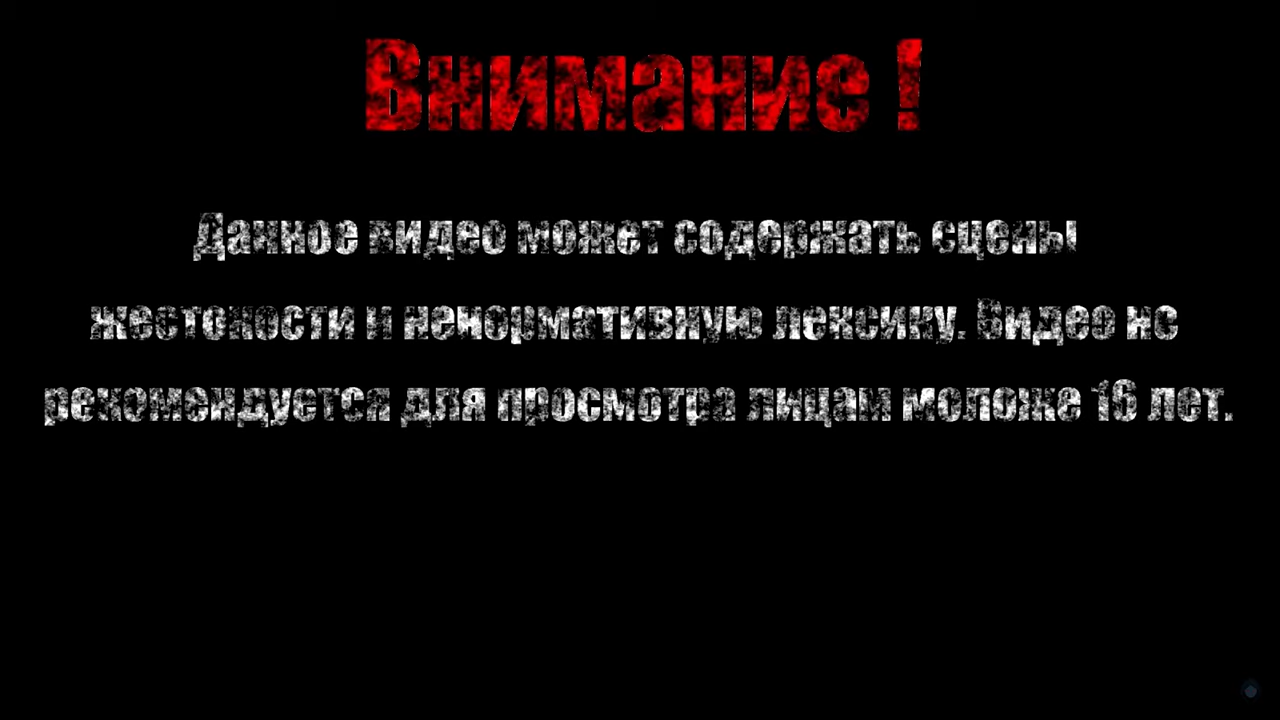 Внимание !
Данное видео может содержать сцены
жестокости и ненормативную лексику. Видео не
рекомендуется для просмотра лицам моложе 16 лет.